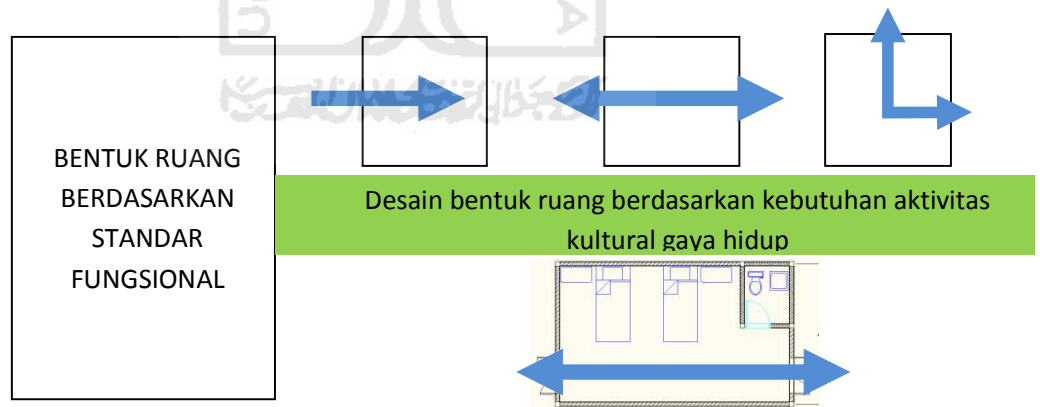 BENTUK RUANG
BERDASARKAN
STANDAR
FUNGSIONAL
Desain bentuk ruang berdasarkan kebutuhan aktivitas
kultural gaya hidup